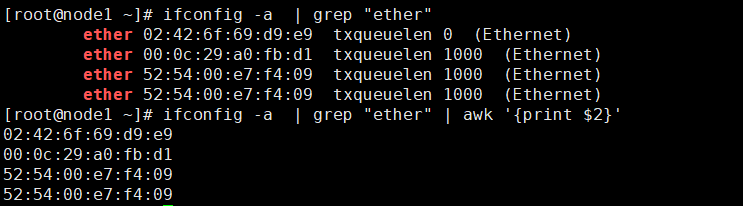 [root@node1 ~]# ifconfig -a  | grep "ether"
        ether 02:42:6f:69:d9:e9  txqueuelen 0  (Ethernet)
        ether 00:0c:29:a0:fb:d1  txqueuelen 1000  (Ethernet)
        ether 52:54:00:e7:f4:09  txqueuelen 1000  (Ethernet)
        ether 52:54:00:e7:f4:09  txqueuelen 1000  (Ethernet)
[root@node1 ~]# ifconfig -a  | grep "ether" | awk '{print $2}'
02:42:6f:69:d9:e9
00:0c:29:a0:fb:d1
52:54:00:e7:f4:09
52:54:00:e7:f4:09